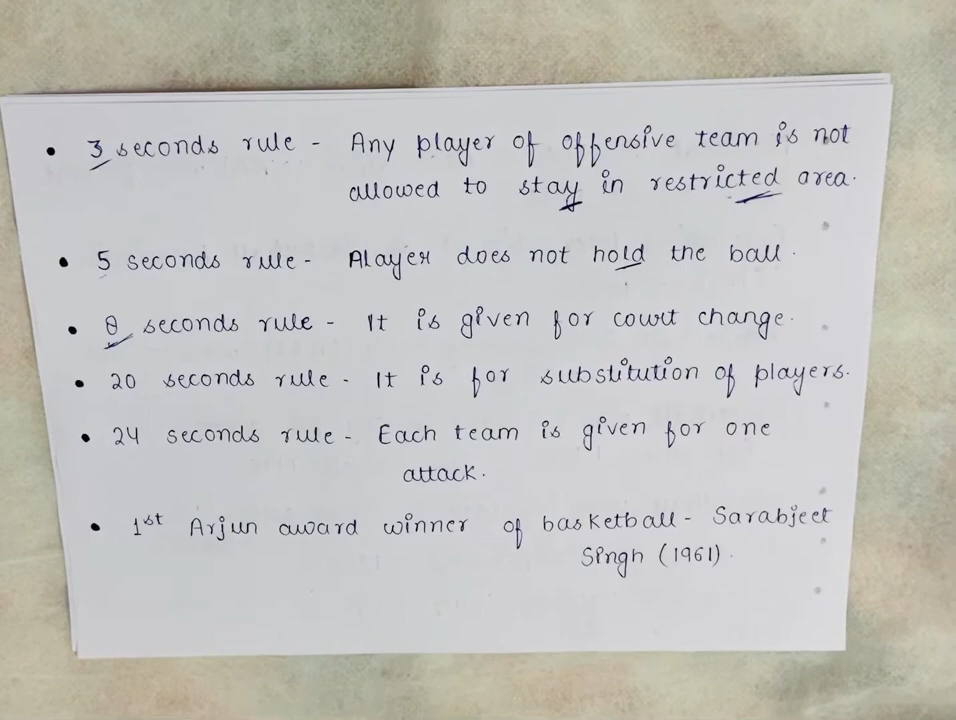 • 3 seconds rule - Any player of offensive team is not
allowed to stay in restricted area.
• 5 seconds rule - Alayer does not hold the ball.
• 8 seconds rule - It is given for court change.
• 20 seconds rule - It is for substitution of players.
• 24 seconds rule - Each team is given for one
attack.
• 1st Arjun award winner of basketball - Sarabjeet
Singh (1961).